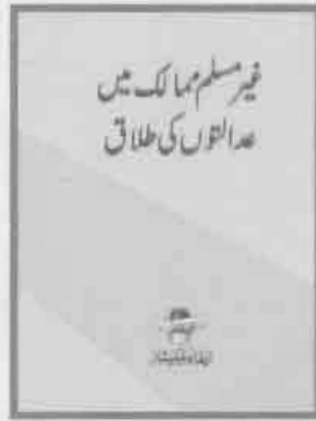 غیر مسلم ممالک میں
عدالتوں کی طلاق